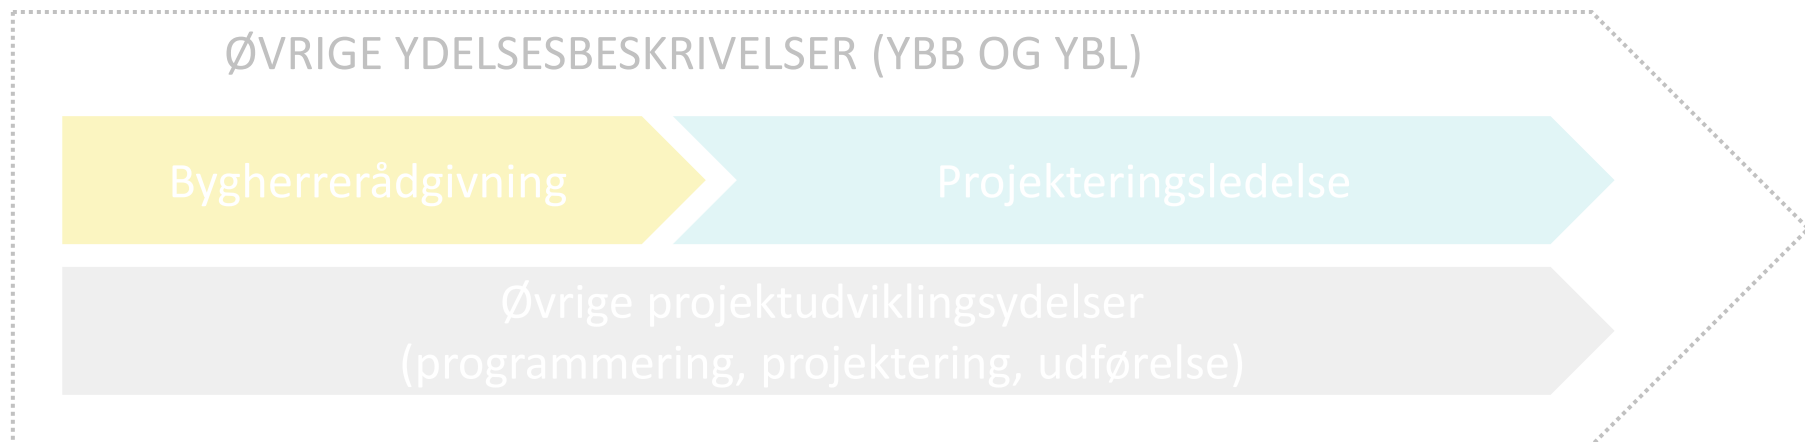 ØVRIGE YDELSESBESKRIVELSER (YBB OG YBL)
Bygherrerådgivning
Projekteringsledelse
Øvrige projektudviklingsydelser
(programmering, projektering, udførelse)